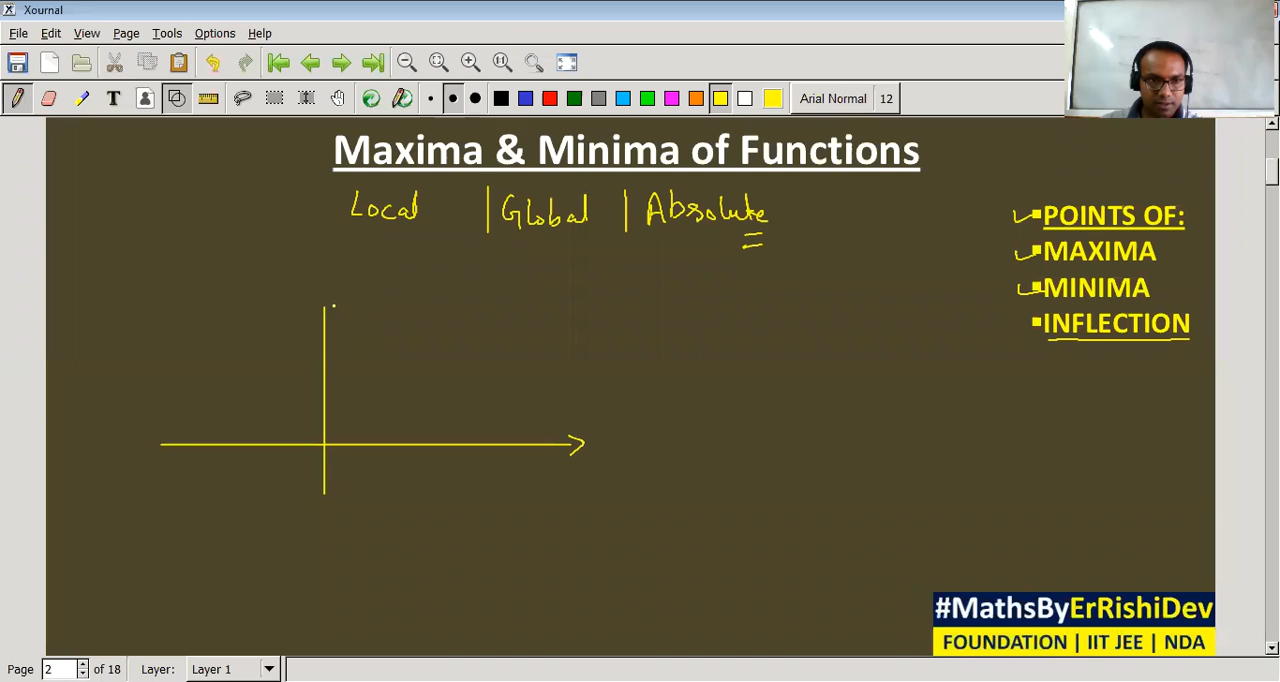 Xournal
File Edit View Page Tools Options Help
T Arial Normal 12
Maxima & Minima of Functions
Local | Global | Absolute
POINTS OF:
MAXIMA
MINIMA
INFLECTION
#MathsByErRishiDev
FOUNDATION | IIT JEE | NDA
Page 2 of 18 Layer: Layer 1